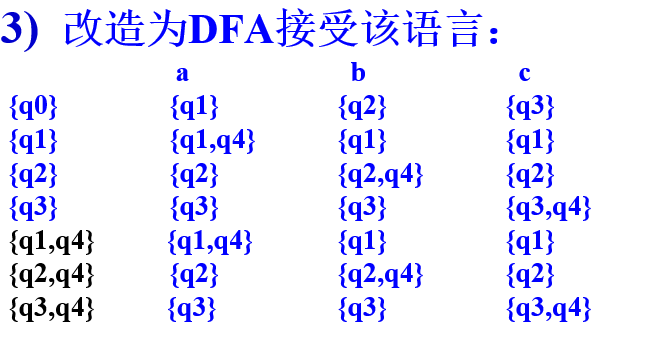 3) 改造为DFA接受该语言：
a b c
{q0} {q1} {q2} {q3}
{q1} {q1,q4} {q1} {q1}
{q2} {q2} {q2,q4} {q2}
{q3} {q3} {q3} {q3,q4}
{q1,q4} {q1,q4} {q1} {q1}
{q2,q4} {q2} {q2,q4} {q2}
{q3,q4} {q3} {q3} {q3,q4}